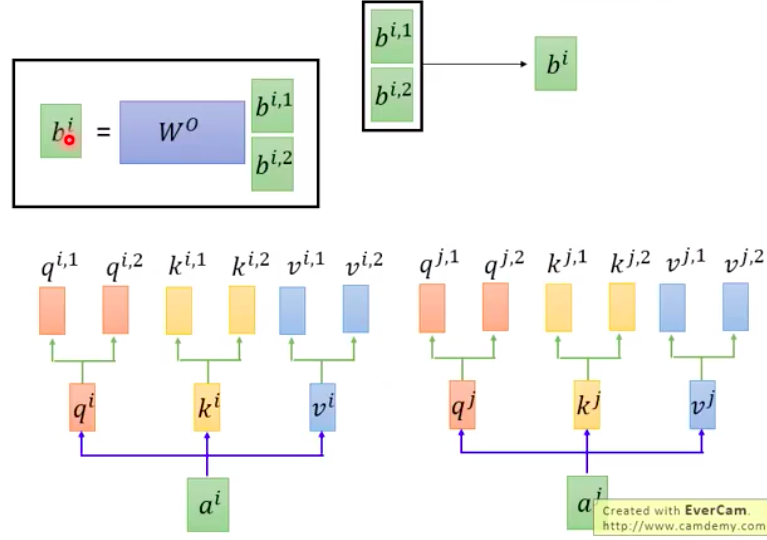 b^{i,1}
b^{i,2}
b^i
b^i = W^O b^{i,1}
b^{i,2}
q^{i,1} q^{i,2} k^{i,1} k^{i,2} v^{i,1} v^{i,2} q^{j,1} q^{j,2} k^{j,1} k^{j,2} v^{j,1} v^{j,2}
q^i k^i v^i q^j k^j v^j
a^i a^j
Created with EverCam.
http://www.camdemy.com